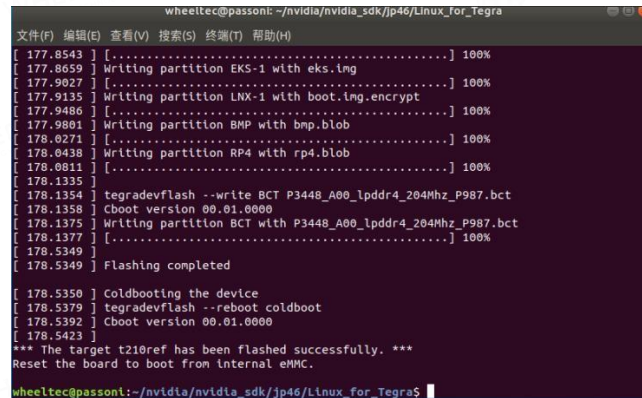 wheeltec@passoni: ~/nvidia/nvidia_sdk/jp46/Linux_for_Tegra
文件(F) 编辑(E) 查看(V) 搜索(S) 终端(T) 帮助(H)
[ 177.8543 ] [................................................] 100%
[ 177.8659 ] Writing partition EKS-1 with eks.img
[ 177.9027 ] [................................................] 100%
[ 177.9135 ] Writing partition LNX-1 with boot.img.encrypt
[ 177.9486 ] [................................................] 100%
[ 177.9801 ] Writing partition BMP with bmp.blob
[ 178.0271 ] [................................................] 100%
[ 178.0438 ] Writing partition RP4 with rp4.blob
[ 178.0811 ] [................................................] 100%
[ 178.1335 ]
[ 178.1354 ] tegradevflash --write BCT P3448_A00_lpddr4_204Mhz_P987.bct
[ 178.1358 ] Cboot version 00.01.0000
[ 178.1375 ] Writing partition BCT with P3448_A00_lpddr4_204Mhz_P987.bct
[ 178.1377 ] [................................................] 100%
[ 178.5349 ]
[ 178.5349 ] Flashing completed
[ 178.5350 ] Coldbooting the device
[ 178.5379 ] tegradevflash --reboot coldboot
[ 178.5392 ] Cboot version 00.01.0000
[ 178.5423 ]
*** The target t210ref has been flashed successfully. ***
Reset the board to boot from internal eMMC.
wheeltec@passoni:~/nvidia/nvidia_sdk/jp46/Linux_for_Tegra$